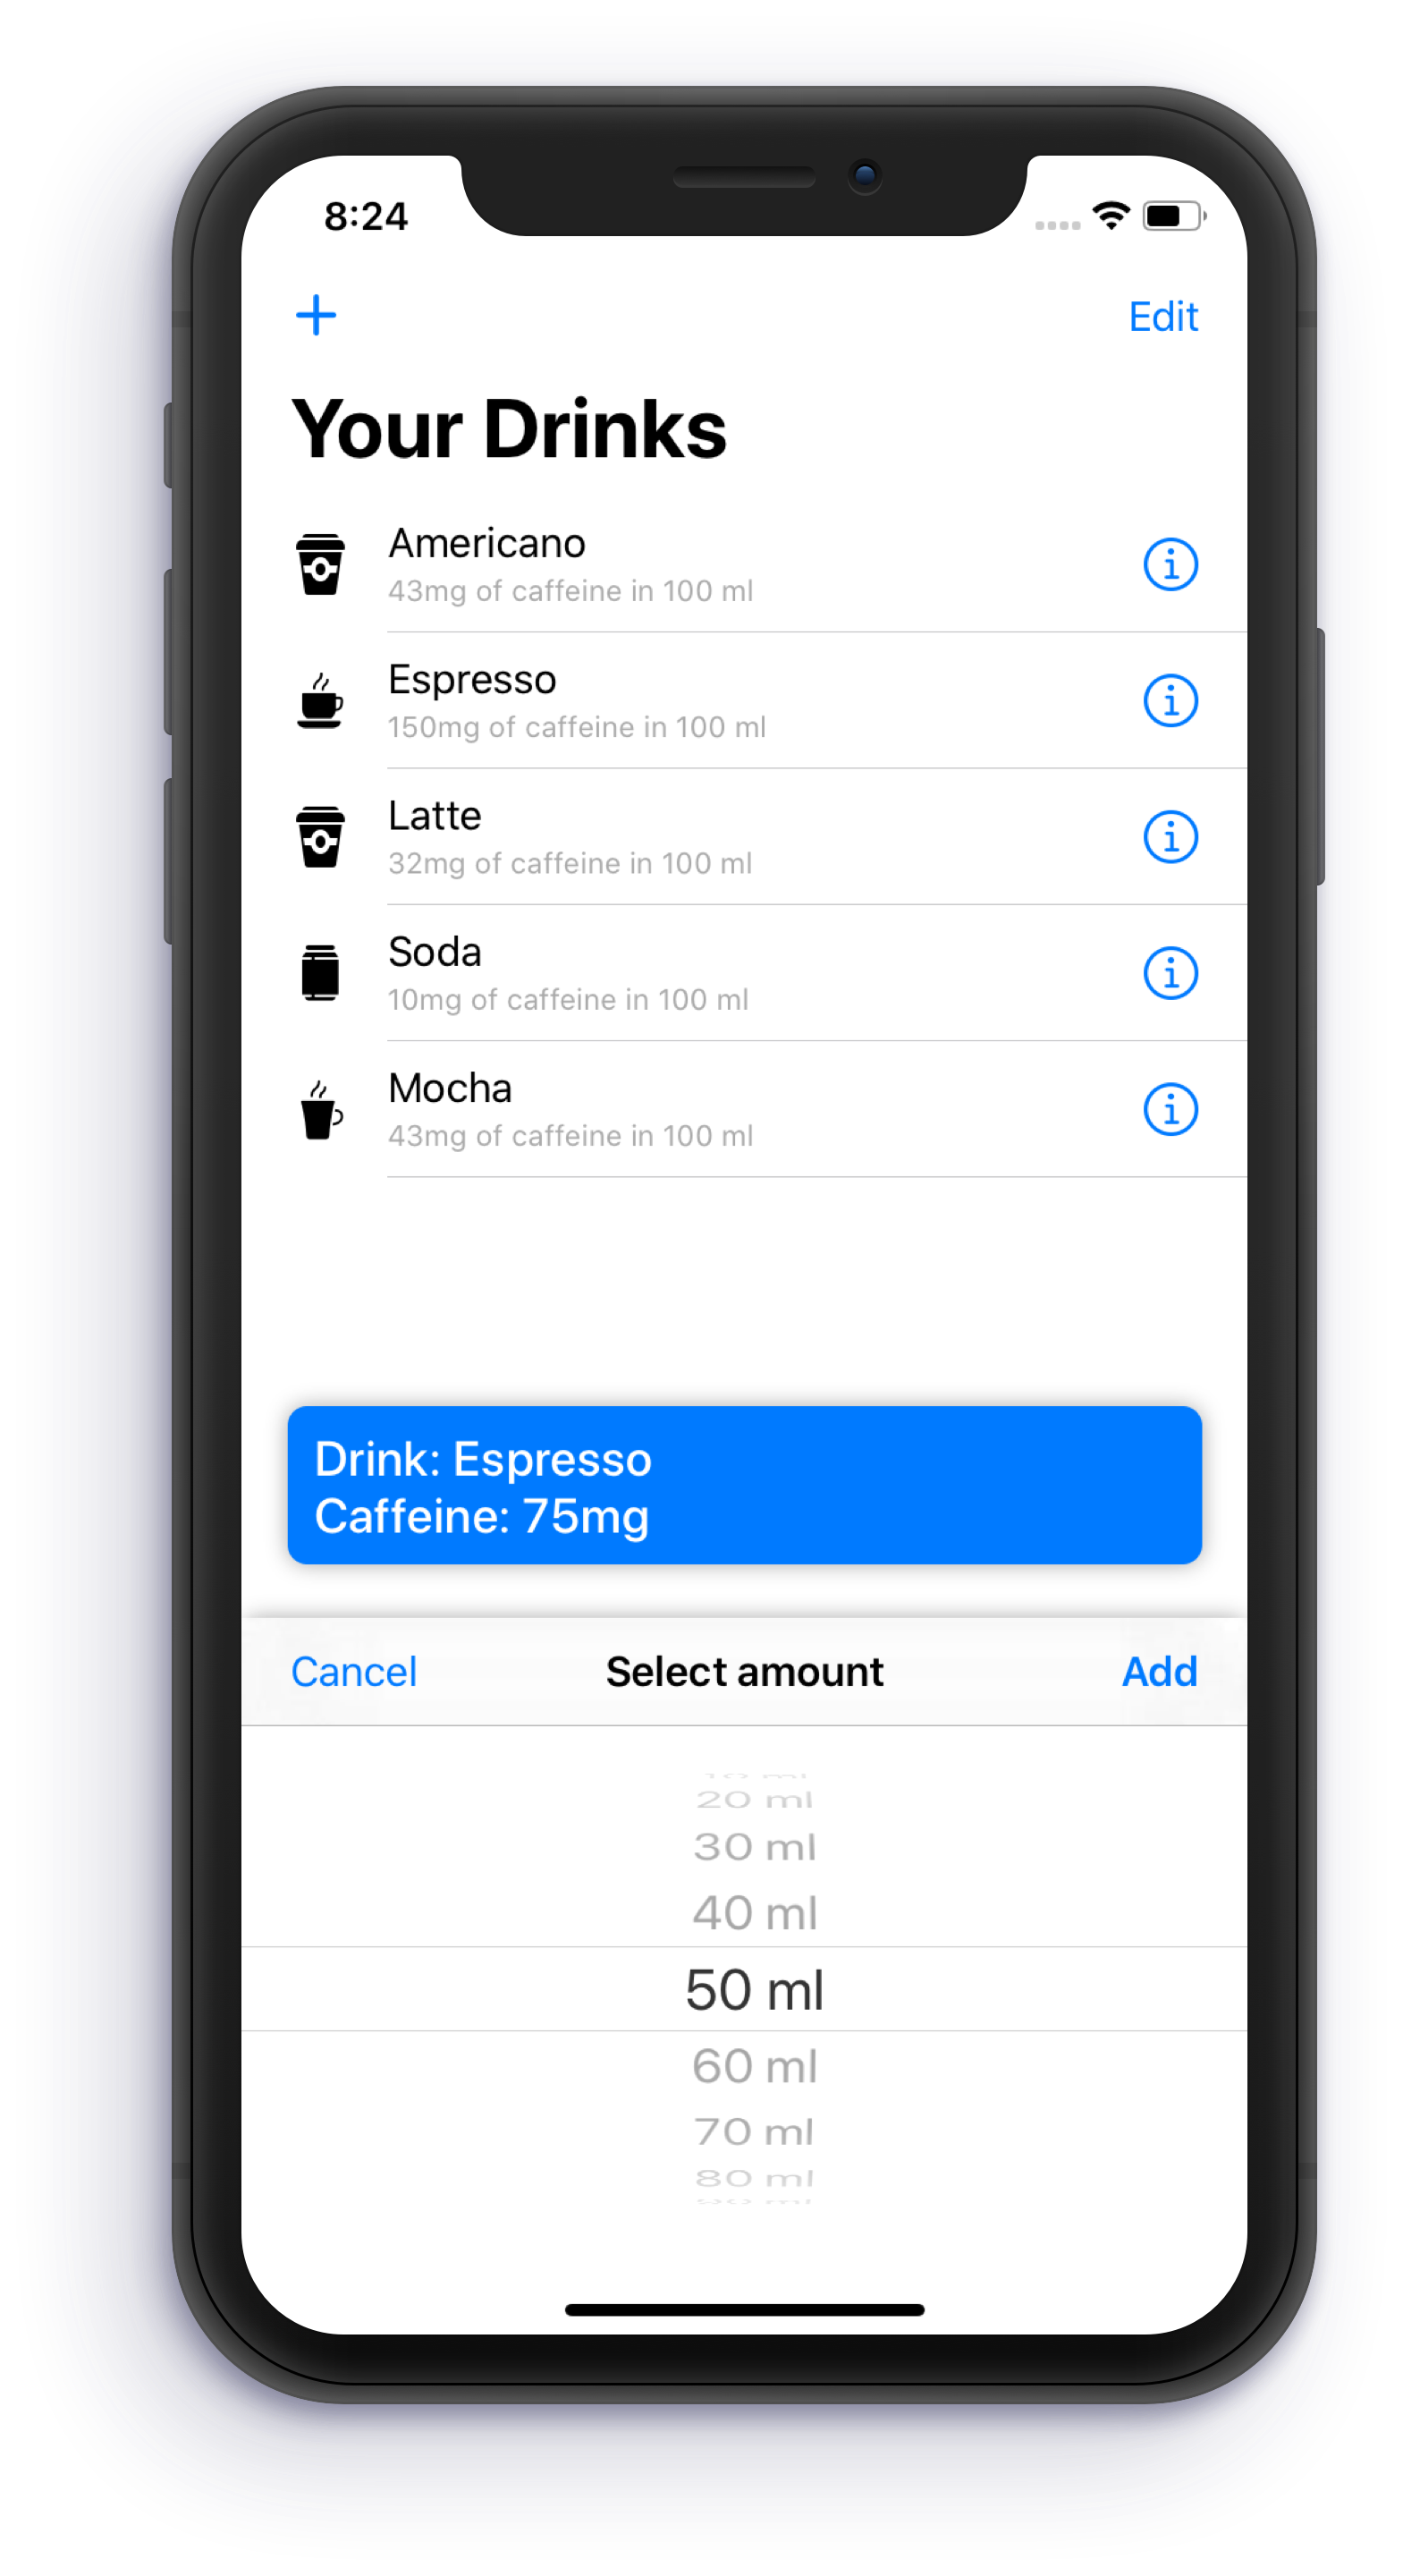 8:24
Edit
Your Drinks
Americano
43mg of caffeine in 100 ml
Espresso
150mg of caffeine in 100 ml
Latte
32mg of caffeine in 100 ml
Soda
10mg of caffeine in 100 ml
Mocha
43mg of caffeine in 100 ml
Drink: Espresso
Caffeine: 75mg
Cancel Select amount Add
20 ml
30 ml
40 ml
50 ml
60 ml
70 ml
80 ml